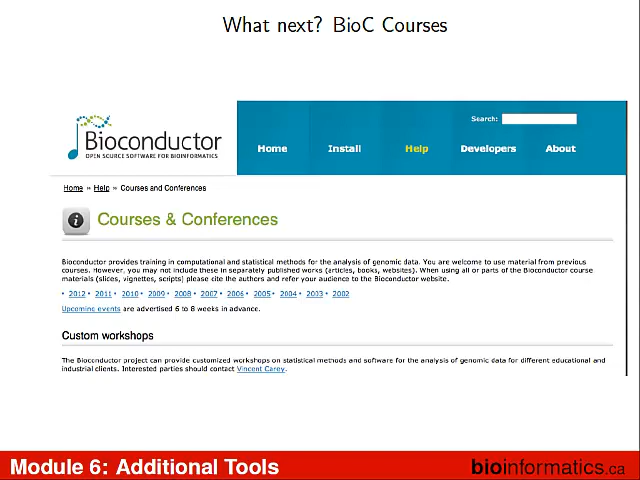 What next? BioC Courses
Bioconductor
OPEN SOURCE SOFTWARE FOR BIOINFORMATICS
Search:
Home Install Help Developers About
Home » Help » Courses and Conferences
Courses & Conferences
Bioconductor provides training in computational and statistical methods for the analysis of genomic data. You are welcome to use material from previous
courses. However, you may not include these in separately published works (articles, books, websites). When using all or parts of the Bioconductor course
materials (slices, vignettes, scripts) please cite the authors and refer your audience to the Bioconductor website.
• 2012 • 2011 • 2010 • 2009 • 2008 • 2007 • 2006 • 2005 • 2004 • 2003 • 2002
Upcoming events are advertised 6 to 8 weeks in advance.
Custom workshops
The Bioconductor project can provide customized workshops on statistical methods and software for the analysis of genomic data for different educational and
industrial clients. Interested parties should contact Vincent Carey.
Module 6: Additional Tools
bioinformatics.ca